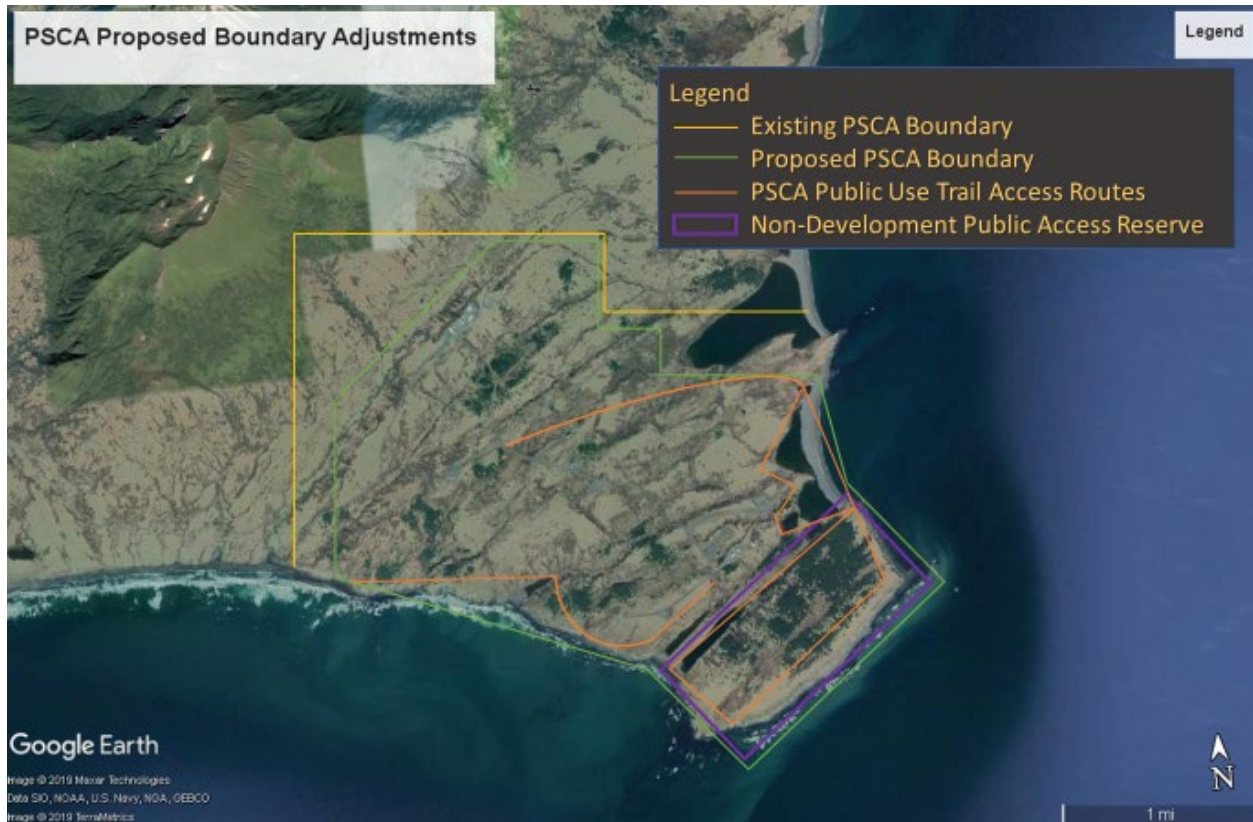 PSCA Proposed Boundary Adjustments
Legend
Legend
Existing PSCA Boundary
Proposed PSCA Boundary
PSCA Public Use Trail Access Routes
Non-Development Public Access Reserve
Google Earth
Image © 2019 Maxar Technologies
Data SIO, NOAA, U.S. Navy, NGA, GEBCO
Image © 2019 TerraMetrics
N
1 mi